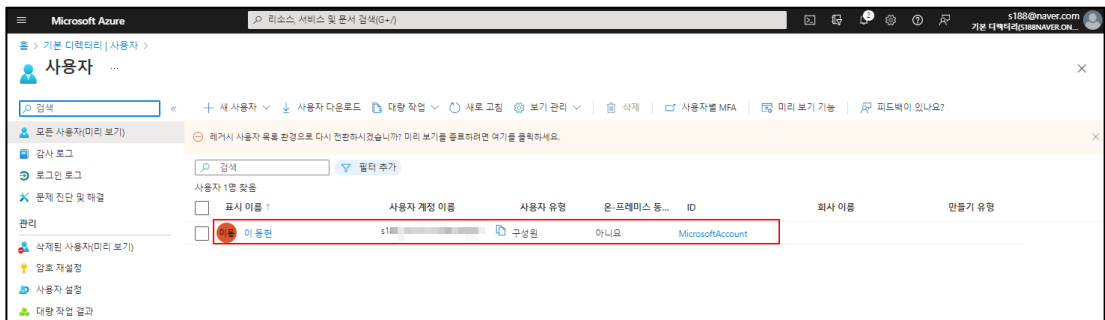 Microsoft Azure
리소스, 서비스 및 문서 검색(G+/)
2
s188@naver.com
기본 디렉터리(S188NAVER.ON...
홈 > 기본 디렉터리 | 사용자 >
사용자 ...
검색 «
새 사용자 사용자 다운로드 대량 작업 새로 고침 보기 관리 삭제 사용자별 MFA 미리 보기 기능 피드백이 있나요?
모든 사용자(미리 보기)
감사 로그
로그인 로그
문제 진단 및 해결
관리
삭제된 사용자(미리 보기)
암호 재설정
사용자 설정
대량 작업 결과
레거시 사용자 목록 환경으로 다시 전환하시겠습니까? 미리 보기를 종료하려면 여기를 클릭하세요.
검색 필터 추가
사용자 1명 찾음
표시 이름 ↑ 사용자 계정 이름 사용자 유형 온-프레미스 동... ID 회사 이름 만들기 유형
이동 이 동현 s18 구성원 아니요 MicrosoftAccount